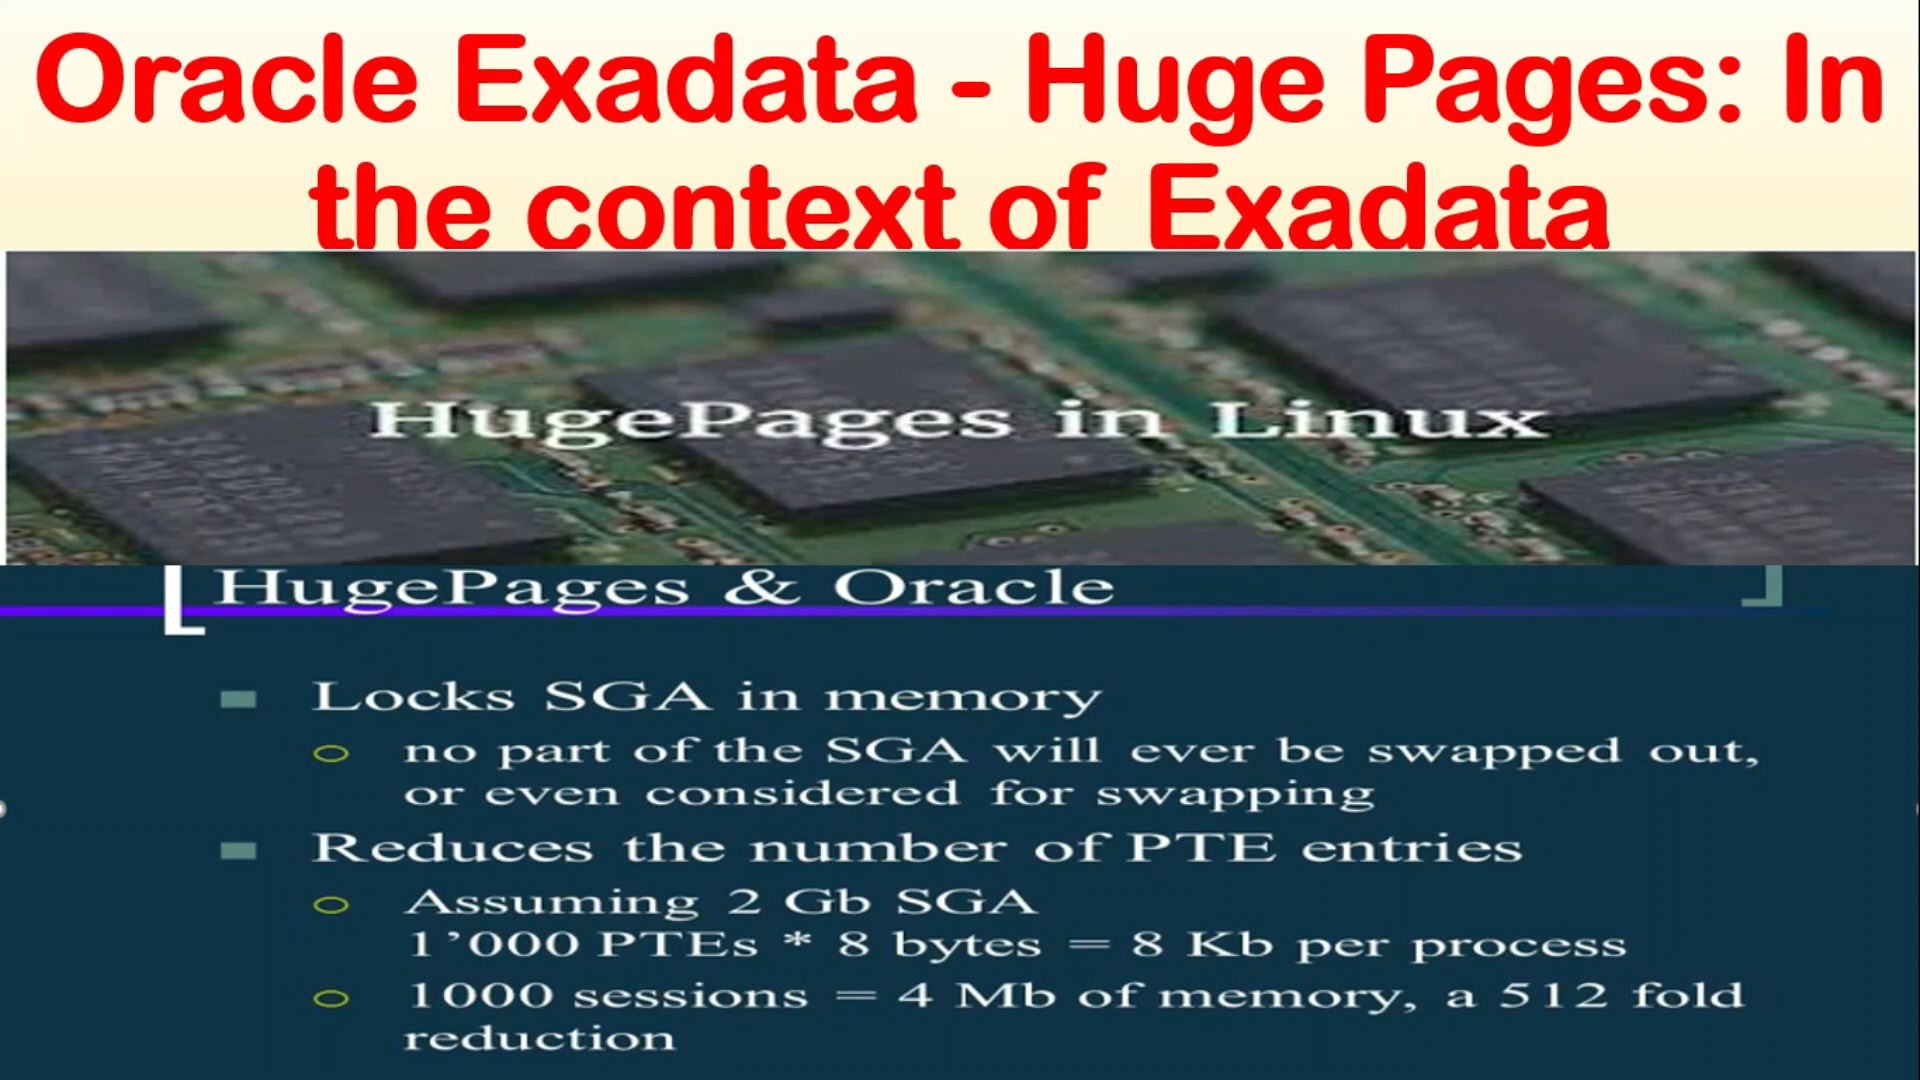 Oracle Exadata - Huge Pages: In
the context of Exadata
HugePages in Linux
HugePages & Oracle
Locks SGA in memory
no part of the SGA will ever be swapped out,
or even considered for swapping
Reduces the number of PTE entries
Assuming 2 Gb SGA
1’000 PTEs * 8 bytes = 8 Kb per process
1000 sessions = 4 Mb of memory, a 512 fold
reduction